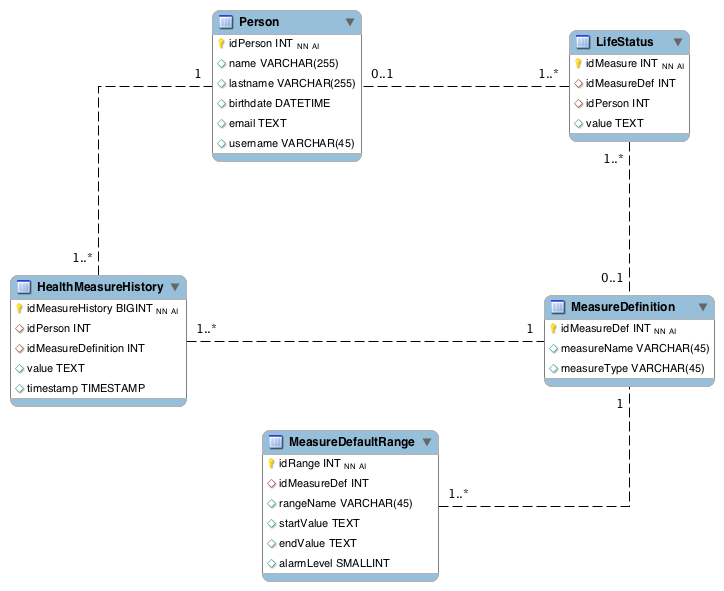 Person
idPerson INT NN AI
name VARCHAR(255)
lastname VARCHAR(255)
birthdate DATETIME
email TEXT
username VARCHAR(45)
LifeStatus
idMeasure INT NN AI
idMeasureDef INT
idPerson INT
value TEXT
1
0..1
1..*
1..*
1..*
0..1
HealthMeasureHistory
idMeasureHistory BIGINT NN AI
idPerson INT
idMeasureDefinition INT
value TEXT
timestamp TIMESTAMP
1..*
1
MeasureDefinition
idMeasureDef INT NN AI
measureName VARCHAR(45)
measureType VARCHAR(45)
1
1..*
MeasureDefaultRange
idRange INT NN AI
idMeasureDef INT
rangeName VARCHAR(45)
startValue TEXT
endValue TEXT
alarmLevel SMALLINT